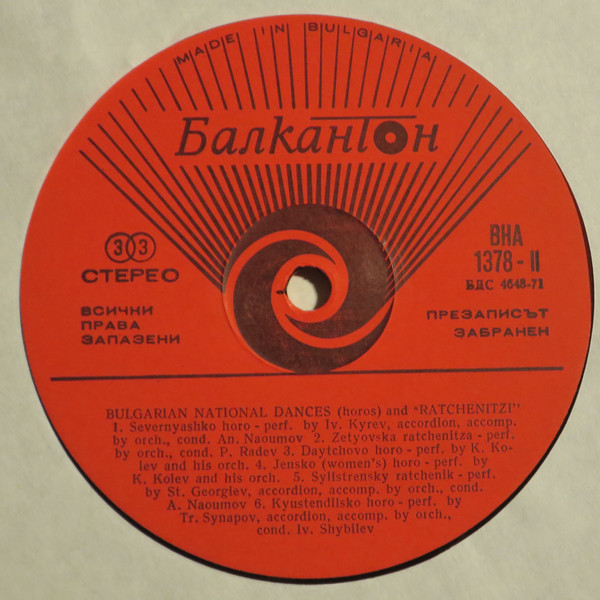 MADE IN BULGARIA
Балкантон
33
СТЕРЕО
ВСИЧКИ
ПРАВА
ЗАПАЗЕНИ
ВНА
1378 - II
БДС 4648-71
ПРЕЗАПИСЪТ
ЗАБРАНЕН
BULGARIAN NATIONAL DANCES (horos) and "RATCHENITZI"
1. Severnyashko horo - perf. by Iv. Kyrev, accordion, accomp.
by orch., cond. An. Naoumov 2. Zetyovska ratchenitza - perf.
by orch., cond. P. Radev 3. Daytchovo horo - perf. by K. Ko-
lev and his orch. 4. Jensko (women's) horo - perf. by
K. Kolev and his orch. 5. Sylistrensky ratchenik - perf.
by St. Georgiev, accordion, accomp. by orch., cond.
A. Naoumov 6. Kyustendilsko horo - perf. by
Tr. Synapov, accordion, accomp. by orch.,
cond. Iv. Shybilev